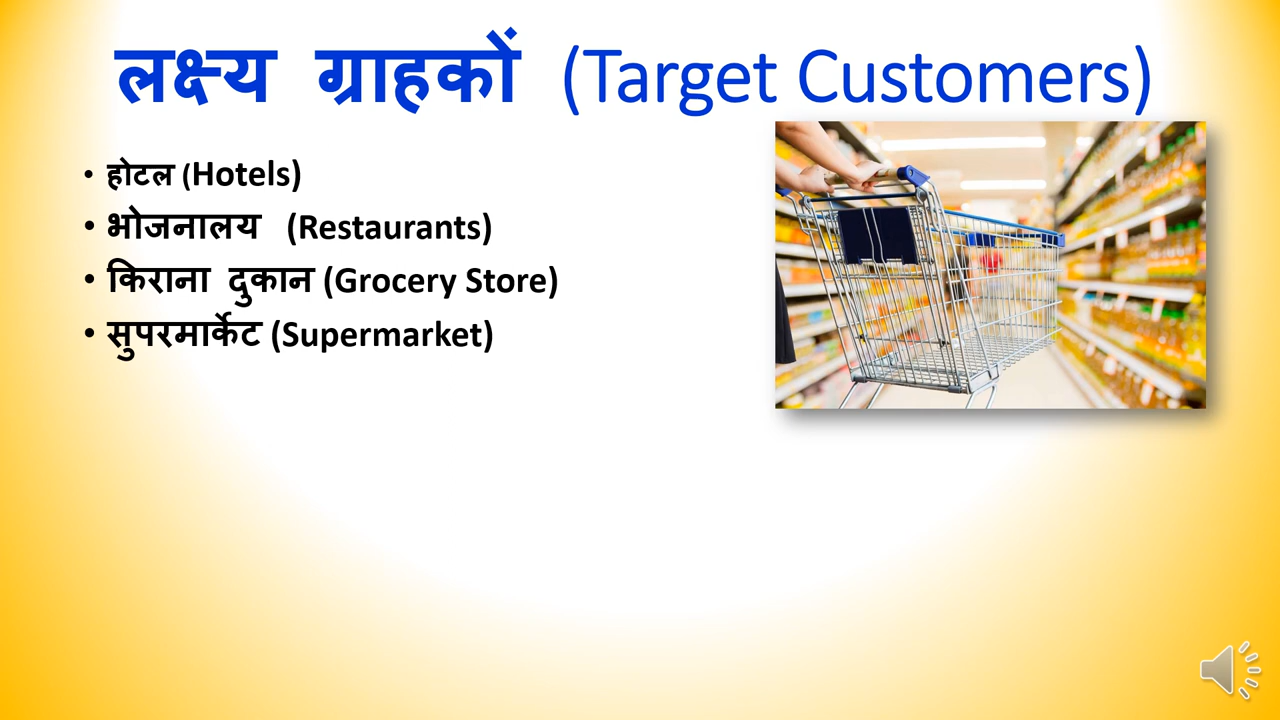 लक्ष्य ग्राहकों (Target Customers)
• होटल (Hotels)
• भोजनालय (Restaurants)
• किराना दुकान (Grocery Store)
• सुपरमार्केट (Supermarket)